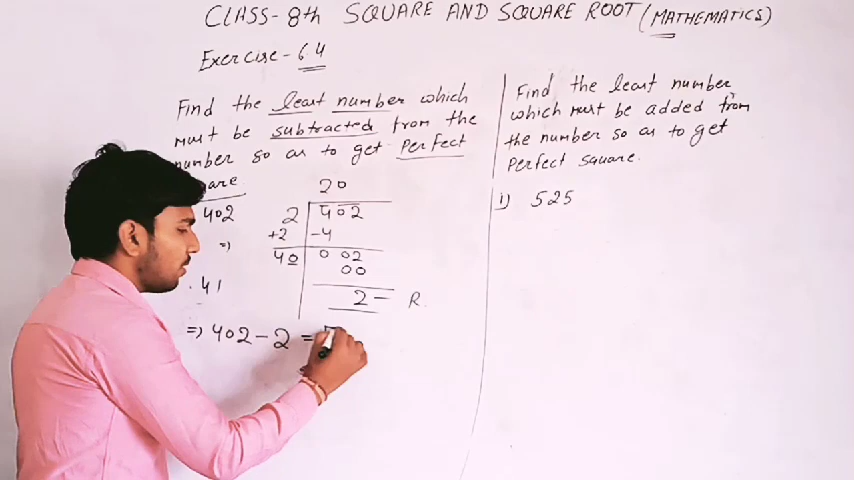 CLASS-8th SQUARE AND SQUARE ROOT (MATHEMATICS)
Exercise-6.4
Find the least number which
must be subtracted from the
number so as to get perfect
are
402
=)
41
20
2 402
+2 -4
40 0 02
00
2 - R.
=) 402-2=
Find the least number
which must be added from
the number so as to get
Perfect square.
i) 525